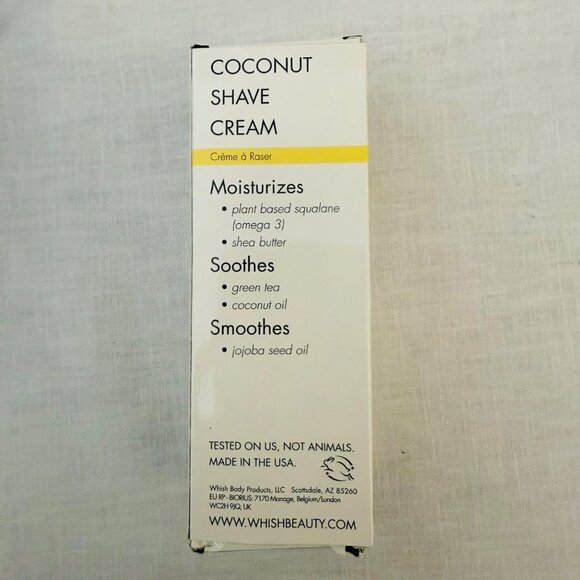 COCONUT
SHAVE
CREAM
Crème à Raser
Moisturizes
• plant based squalane
(omega 3)
• shea butter
Soothes
• green tea
• coconut oil
Smoothes
• jojoba seed oil
TESTED ON US, NOT ANIMALS.
MADE IN THE USA.
Whish Body Products, LLC Scottsdale, AZ 85260
EU RP - BIORIUS: 7170 Manage, Belgium/London
WC2H 9JQ, UK
WWW.WHISHBEAUTY.COM